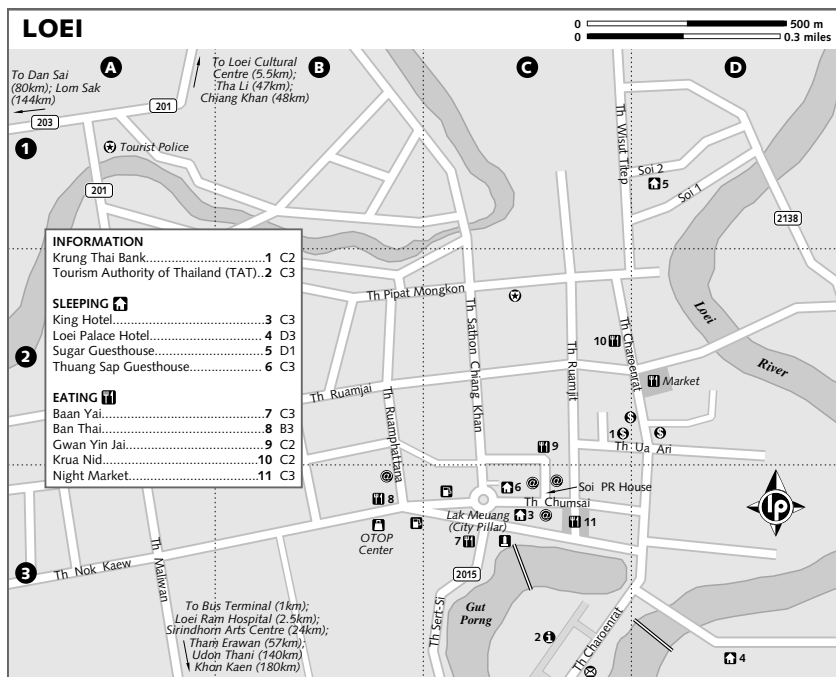 LOEI
0 500 m
0 0.3 miles
A
B
C
D
To Dan Sai
(80km); Lom Sak
(144km)
To Loei Cultural
Centre (5.5km);
Tha Li (47km);
Chiang Khan (48km)
203
201
201
1
Tourist Police
Th Wisut Titep
Soi 2
5
Soi 1
2138
INFORMATION
Krung Thai Bank..............................1 C2
Tourism Authority of Thailand (TAT)..2 C3
SLEEPING
King Hotel.......................................3 C3
Loei Palace Hotel............................4 D3
Sugar Guesthouse...........................5 D1
Thuang Sap Guesthouse.................6 C3
EATING
Baan Yai..........................................7 C3
Ban Thai..........................................8 B3
Gwan Yin Jai...................................9 C2
Krua Nid........................................10 C2
Night Market.................................11 C3
Th Pipat Mongkon
Th Sathon Chiang Khan
Th Ruamjit
Th Charoenrat
Loei
River
2
10
Market
Th Ruamjai
Th Ruamphattana
1
$
$
$
Th Ua Ari
9
@
@
@
@
6
Soi PR House
Th Chumsai
8
Lak Meuang
(City Pillar)
3
11
7
OTOP
Center
lp
3
Th Nok Kaew
Th Maliwan
2015
Th Sert-Si
Gut
Porng
To Bus Terminal (1km);
Loei Ram Hospital (2.5km);
Sirindhorn Arts Centre (24km);
Tham Erawan (57km);
Udon Thani (140km)
Khon Kaen (180km)
2
i
Th Charoenrat
4